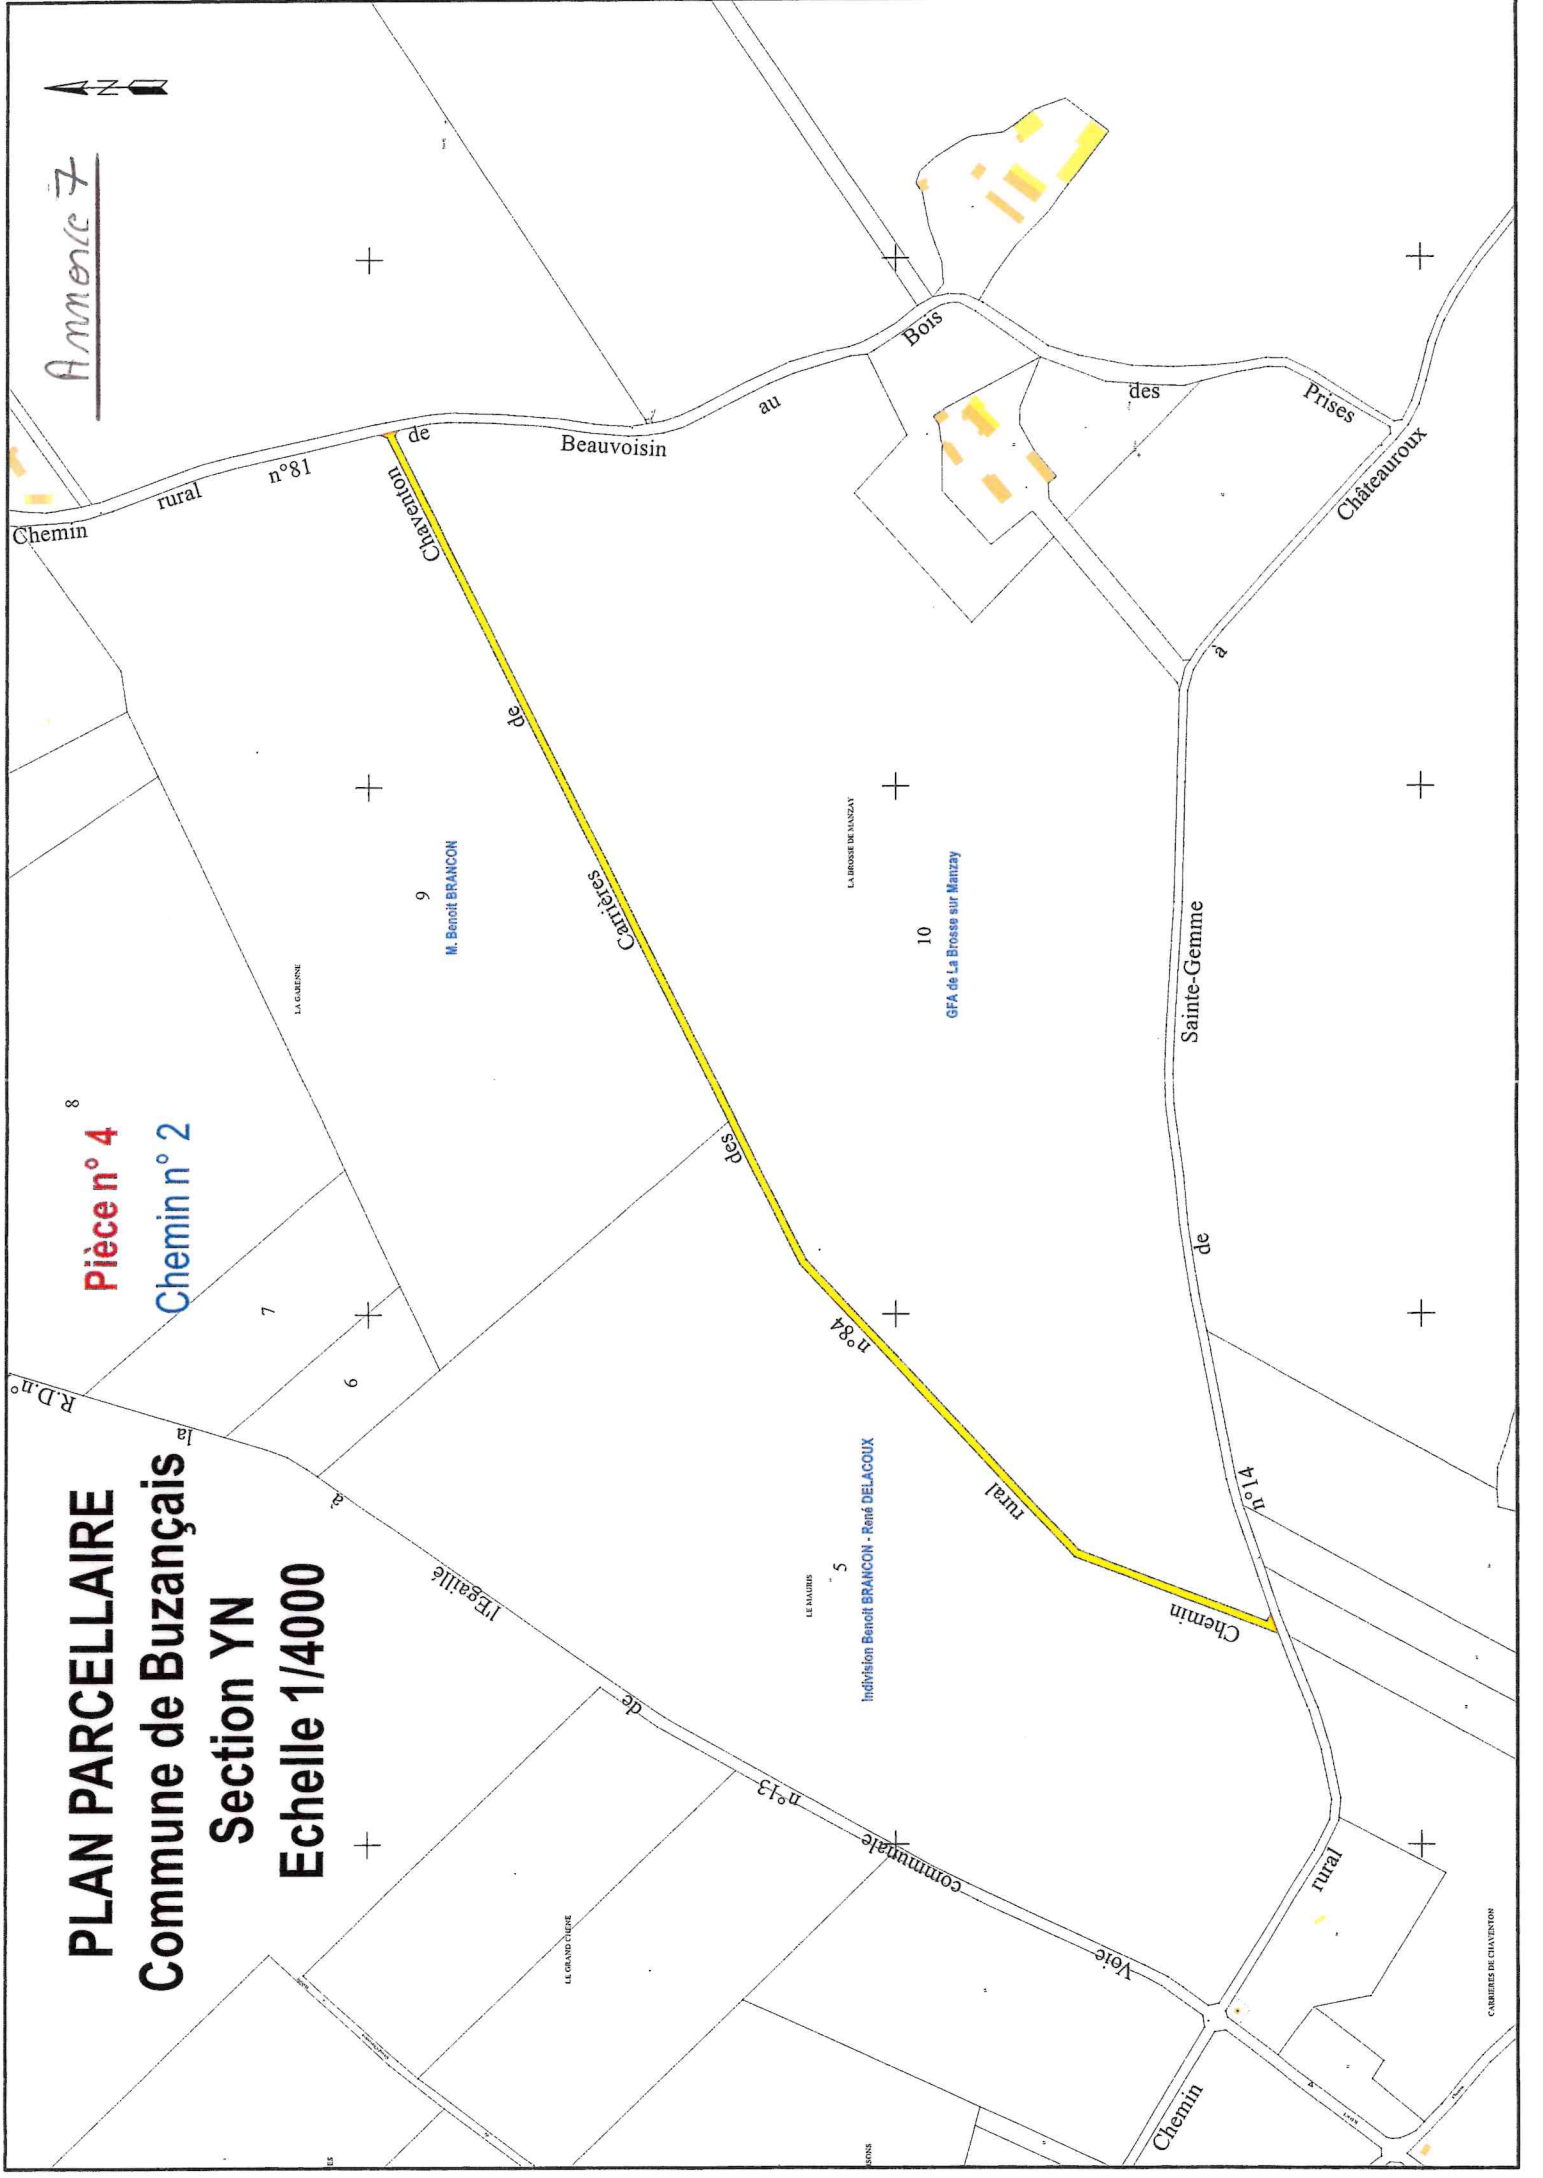 PLAN PARCELLAIRE
Commune de Buzançais
Section YN
Echelle 1/4000
Pièce n° 4
Chemin n° 2
Annexe 7
N
R.D.n°
8
7
6
LA GARENNE
9
M. Benoit BRANCON
Chemin rural n°81 de Beauvoisin au Bois des Prises
Chemin rural n°84 des Carrières de Chaventon
Voie communale n°13 de l'Egaillé à la
LE GRAND CHENE
LE MAURIS
5
Indivision Benoit BRANCON - René DELACOUX
LA BROSSE DE MANZAY
10
GFA de La Brosse sur Manzay
Chemin rural n°14 de Sainte-Gemme à Châteauroux
CARRIERES DE CHAVENTON
ES
SONS